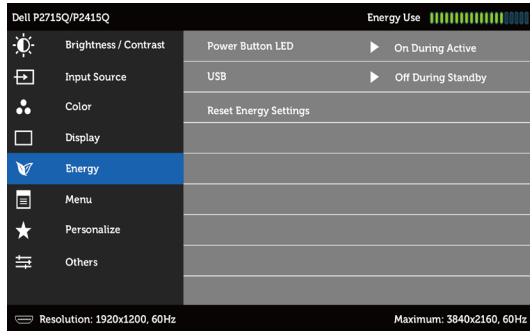 Dell P2715Q/P2415Q Energy Use
Brightness / Contrast Power Button LED On During Active
Input Source USB Off During Standby
Color Reset Energy Settings
Display
Energy
Menu
Personalize
Others
Resolution: 1920x1200, 60Hz Maximum: 3840x2160, 60Hz